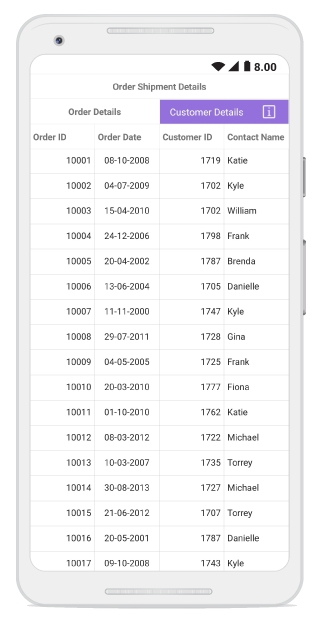 8.00
Order Shipment Details
Order Details Customer Details
Order ID Order Date Customer ID Contact Name
10001 08-10-2008 1719 Katie
10002 04-07-2009 1702 Kyle
10003 15-04-2010 1702 William
10004 24-12-2006 1798 Frank
10005 20-04-2002 1787 Brenda
10006 13-06-2004 1705 Danielle
10007 11-11-2000 1747 Kyle
10008 29-07-2011 1728 Gina
10009 04-05-2005 1725 Frank
10010 20-03-2010 1777 Fiona
10011 01-10-2010 1762 Katie
10012 08-03-2012 1722 Michael
10013 10-03-2007 1735 Torrey
10014 30-08-2013 1727 Michael
10015 21-06-2012 1707 Torrey
10016 20-05-2001 1787 Danielle
10017 09-10-2008 1743 Kyle